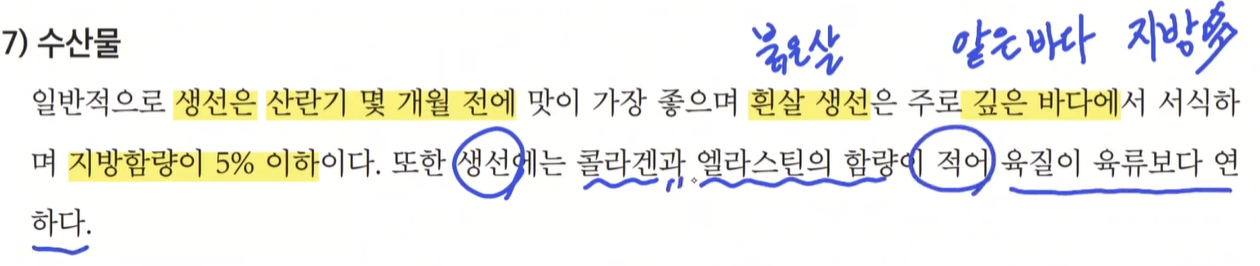 7) 수산물
붉은살 얕은바다 지방多
일반적으로 생선은 산란기 몇 개월 전에 맛이 가장 좋으며 흰살 생선은 주로 깊은 바다에서 서식하
며 지방함량이 5% 이하이다. 또한 생선에는 콜라겐과 엘라스틴의 함량이 적어 육질이 육류보다 연
하다.